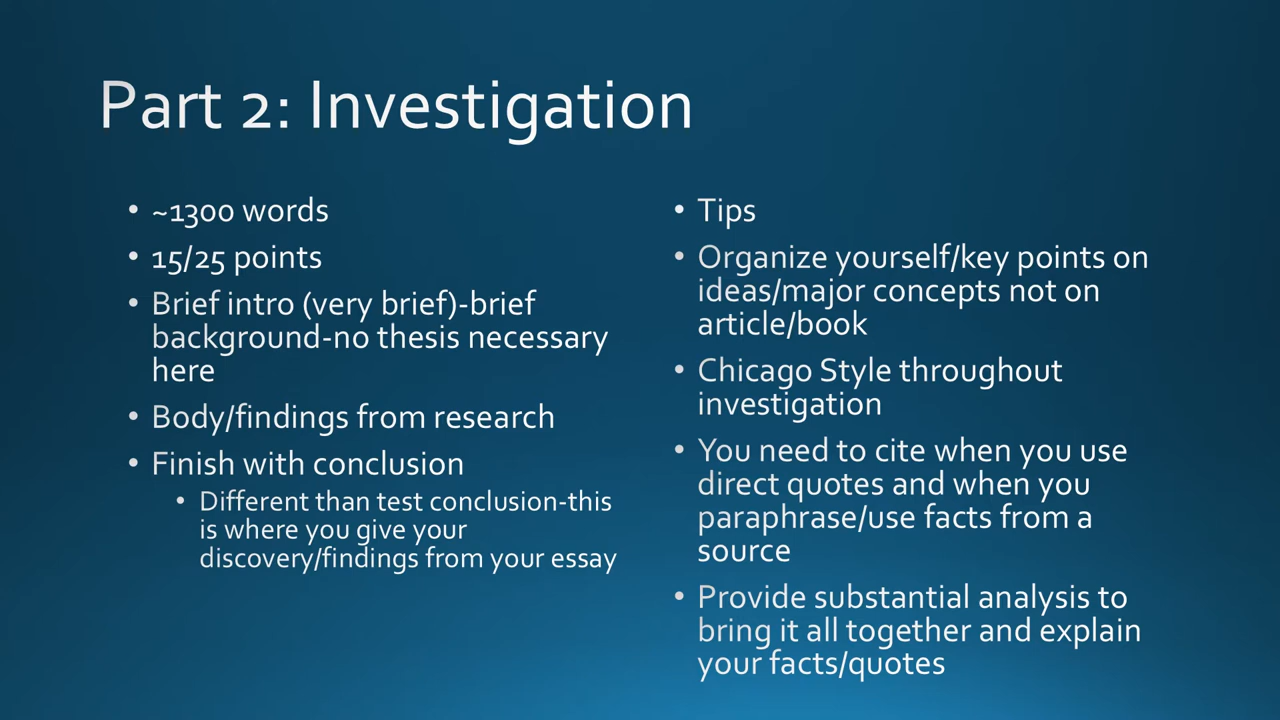 Part 2: Investigation
• ~1300 words
• 15/25 points
• Brief intro (very brief)-brief
background-no thesis necessary
here
• Body/findings from research
• Finish with conclusion
• Different than test conclusion-this
is where you give your
discovery/findings from your essay
• Tips
• Organize yourself/key points on
ideas/major concepts not on
article/book
• Chicago Style throughout
investigation
• You need to cite when you use
direct quotes and when you
paraphrase/use facts from a
source
• Provide substantial analysis to
bring it all together and explain
your facts/quotes